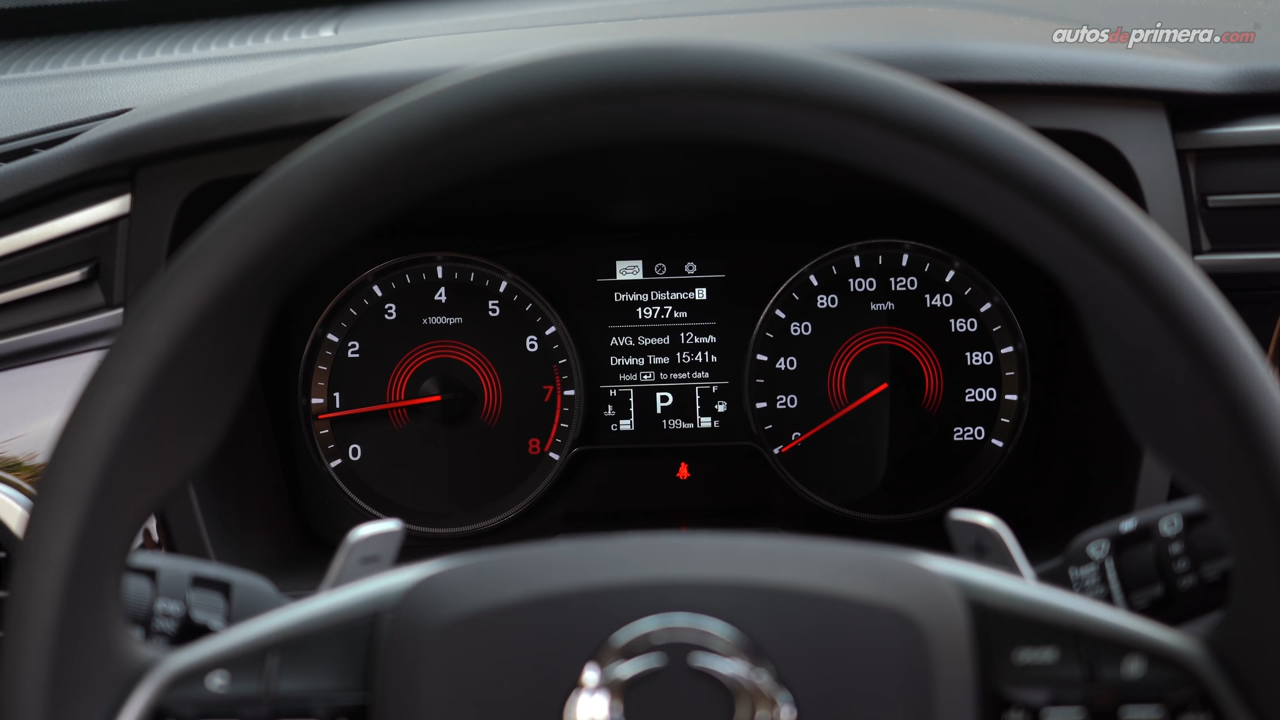 autosdeprimera.com
0
1
2
3
4
5
6
7
8
x1000rpm
Driving Distance B
197.7 km
AVG. Speed 12 km/h
Driving Time 15:41 h
Hold to reset data
H
C
P
199km
F
E
0
20
40
60
80
100
120
140
160
180
200
220
km/h